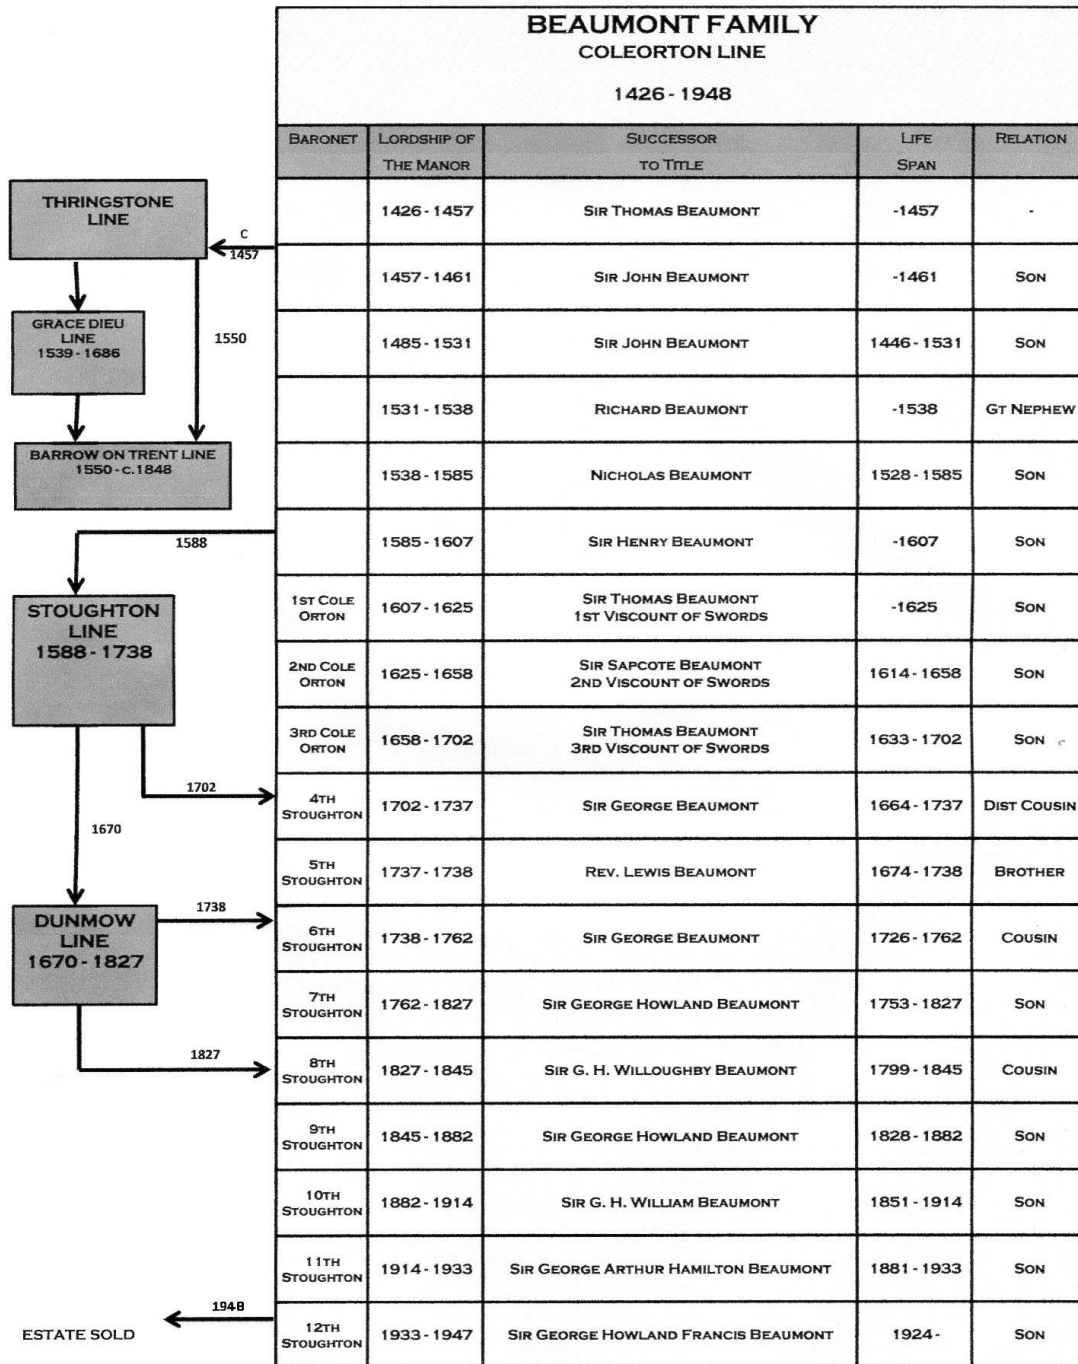 BEAUMONT FAMILY
COLEORTON LINE
1426 - 1948
BARONET LORDSHIP OF THE MANOR SUCCESSOR TO TITLE LIFE SPAN RELATION
1426 - 1457 SIR THOMAS BEAUMONT -1457 -
1457 - 1461 SIR JOHN BEAUMONT -1461 SON
1485 - 1531 SIR JOHN BEAUMONT 1446 - 1531 SON
1531 - 1538 RICHARD BEAUMONT -1538 GT NEPHEW
1538 - 1585 NICHOLAS BEAUMONT 1528 - 1585 SON
1585 - 1607 SIR HENRY BEAUMONT -1607 SON
1ST COLE ORTON 1607 - 1625 SIR THOMAS BEAUMONT 1ST VISCOUNT OF SWORDS -1625 SON
2ND COLE ORTON 1625 - 1658 SIR SAPCOTE BEAUMONT 2ND VISCOUNT OF SWORDS 1614 - 1658 SON
3RD COLE ORTON 1658 - 1702 SIR THOMAS BEAUMONT 3RD VISCOUNT OF SWORDS 1633 - 1702 SON
4TH STOUGHTON 1702 - 1737 SIR GEORGE BEAUMONT 1664 - 1737 DIST COUSIN
5TH STOUGHTON 1737 - 1738 REV. LEWIS BEAUMONT 1674 - 1738 BROTHER
6TH STOUGHTON 1738 - 1762 SIR GEORGE BEAUMONT 1726 - 1762 COUSIN
7TH STOUGHTON 1762 - 1827 SIR GEORGE HOWLAND BEAUMONT 1753 - 1827 SON
8TH STOUGHTON 1827 - 1845 SIR G. H. WILLOUGHBY BEAUMONT 1799 - 1845 COUSIN
9TH STOUGHTON 1845 - 1882 SIR GEORGE HOWLAND BEAUMONT 1828 - 1882 SON
10TH STOUGHTON 1882 - 1914 SIR G. H. WILLIAM BEAUMONT 1851 - 1914 SON
11TH STOUGHTON 1914 - 1933 SIR GEORGE ARTHUR HAMILTON BEAUMONT 1881 - 1933 SON
12TH STOUGHTON 1933 - 1947 SIR GEORGE HOWLAND FRANCIS BEAUMONT 1924 - SON
THRINGSTONE
LINE
C
1457
GRACE DIEU
LINE
1539 - 1686
1550
BARROW ON TRENT LINE
1550 - c.1848
1588
STOUGHTON
LINE
1588 - 1738
1702
1670
DUNMOW
LINE
1670 - 1827
1738
1827
1948
ESTATE SOLD